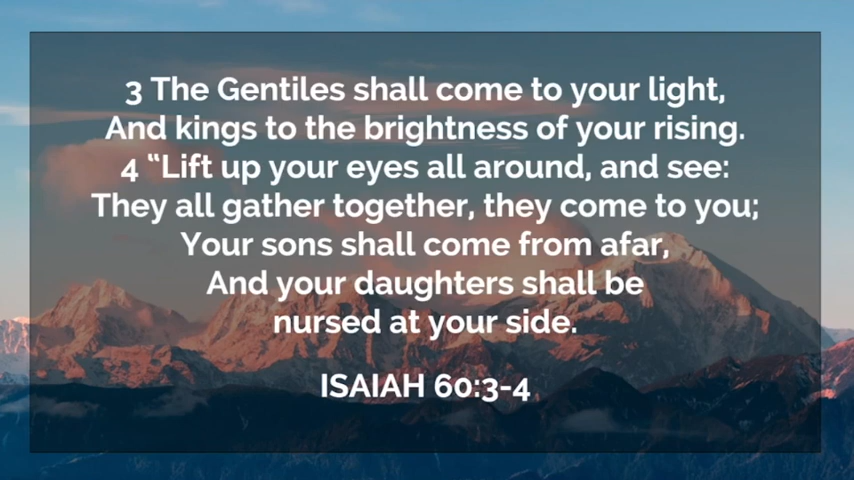 3 The Gentiles shall come to your light,
And kings to the brightness of your rising.
4 “Lift up your eyes all around, and see:
They all gather together, they come to you;
Your sons shall come from afar,
And your daughters shall be
nursed at your side.
ISAIAH 60:3-4